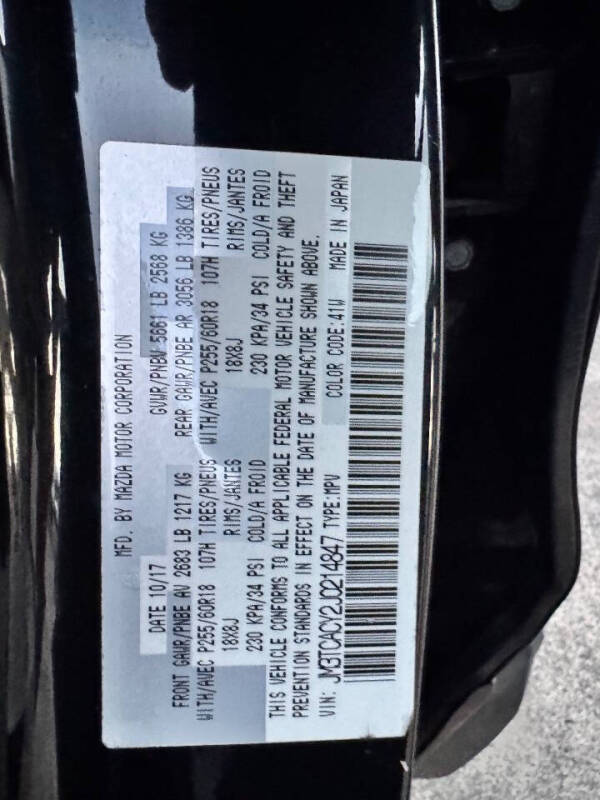 MFD. BY MAZDA MOTOR CORPORATION
DATE 10/17 GVWR/PNBV 5661 LB 2568 KG
FRONT GAWR/PNBE AV 2683 LB 1217 KG REAR GAWR/PNBE AR 3056 LB 1386 KG
WITH/AVEC P255/60R18 107H TIRES/PNEUS WITH/AVEC P255/60R18 107H TIRES/PNEUS
18X8J RIMS/JANTES 18X8J RIMS/JANTES
230 KPA/34 PSI COLD/A FROID 230 KPA/34 PSI COLD/A FROID
THIS VEHICLE CONFORMS TO ALL APPLICABLE FEDERAL MOTOR VEHICLE SAFETY AND THEFT
PREVENTION STANDARDS IN EFFECT ON THE DATE OF MANUFACTURE SHOWN ABOVE.
VIN: JM3TCACY2J0214847 TYPE:MPV COLOR CODE:41W MADE IN JAPAN